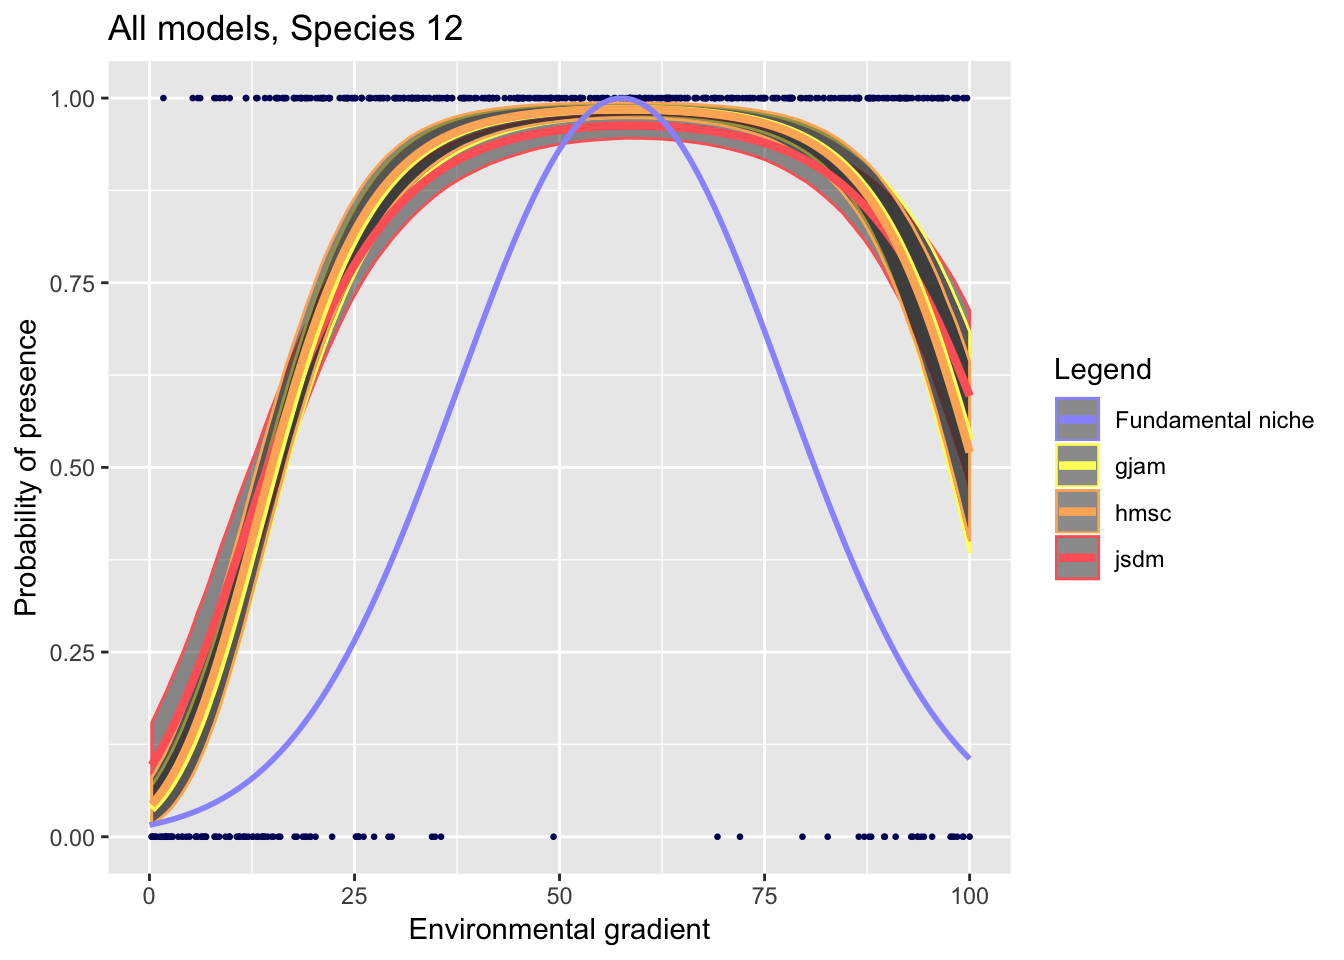 All models, Species 12
Probability of presence
1.00
0.75
0.50
0.25
0.00
0
25
50
75
100
Environmental gradient
Legend
Fundamental niche
gjam
hmsc
jsdm